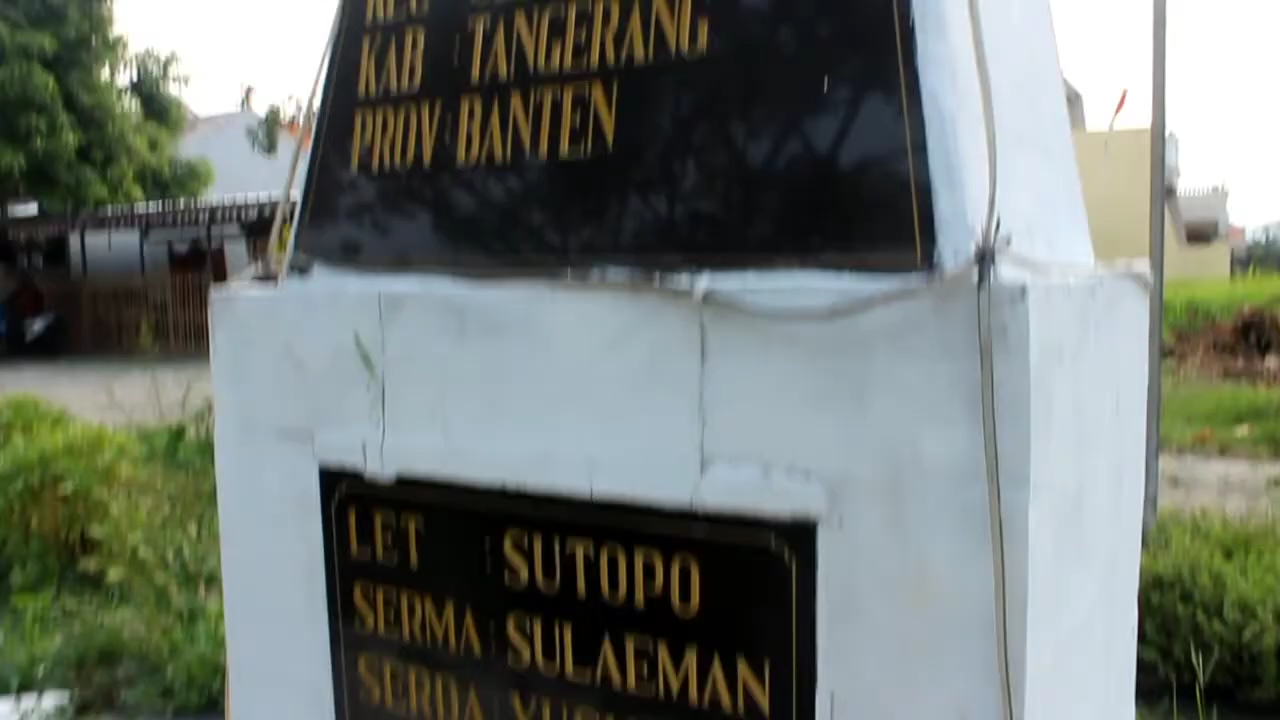 KAB : TANGERANG
PROV BANTEN
LET : SUTOPO
SERMA : SULAEMAN
SERDA